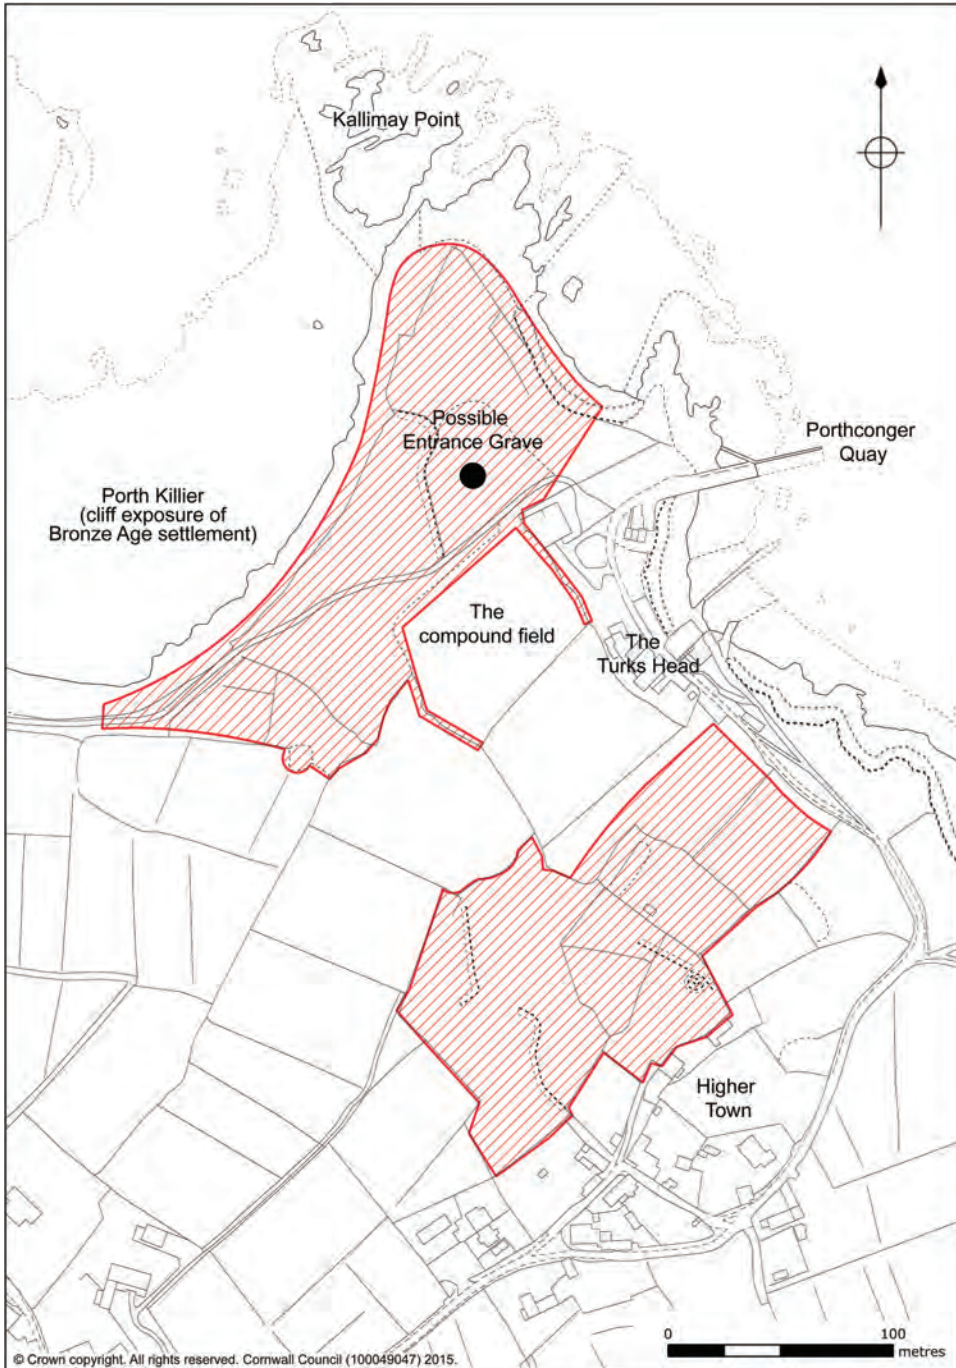 Kallimay Point
Possible
Entrance Grave
Porthconger
Quay
Porth Killier
(cliff exposure of
Bronze Age settlement)
The
compound field
The
Turks Head
Higher
Town
0 100
metres
© Crown copyright. All rights reserved. Cornwall Council (100049047) 2015.